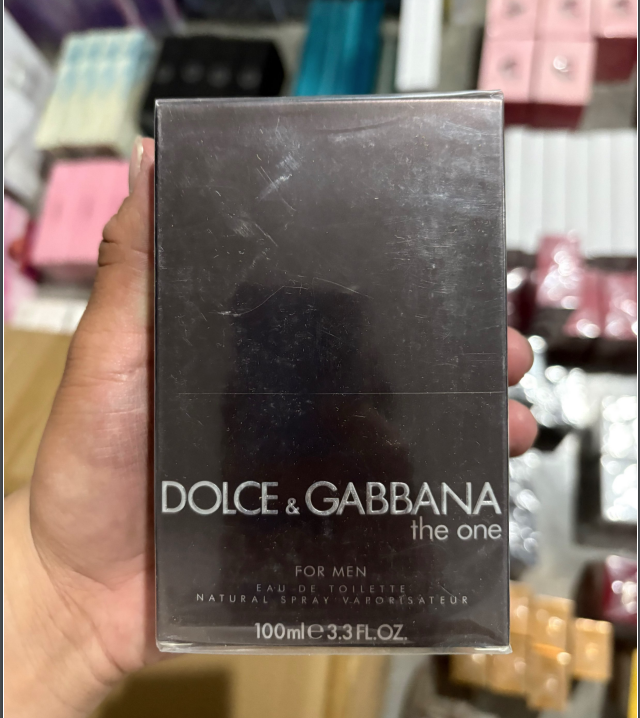 DOLCE & GABBANA
the one
FOR MEN
EAU DE TOILETTE
NATURAL SPRAY VAPORISATEUR
100ml ℮ 3.3 FL.OZ.